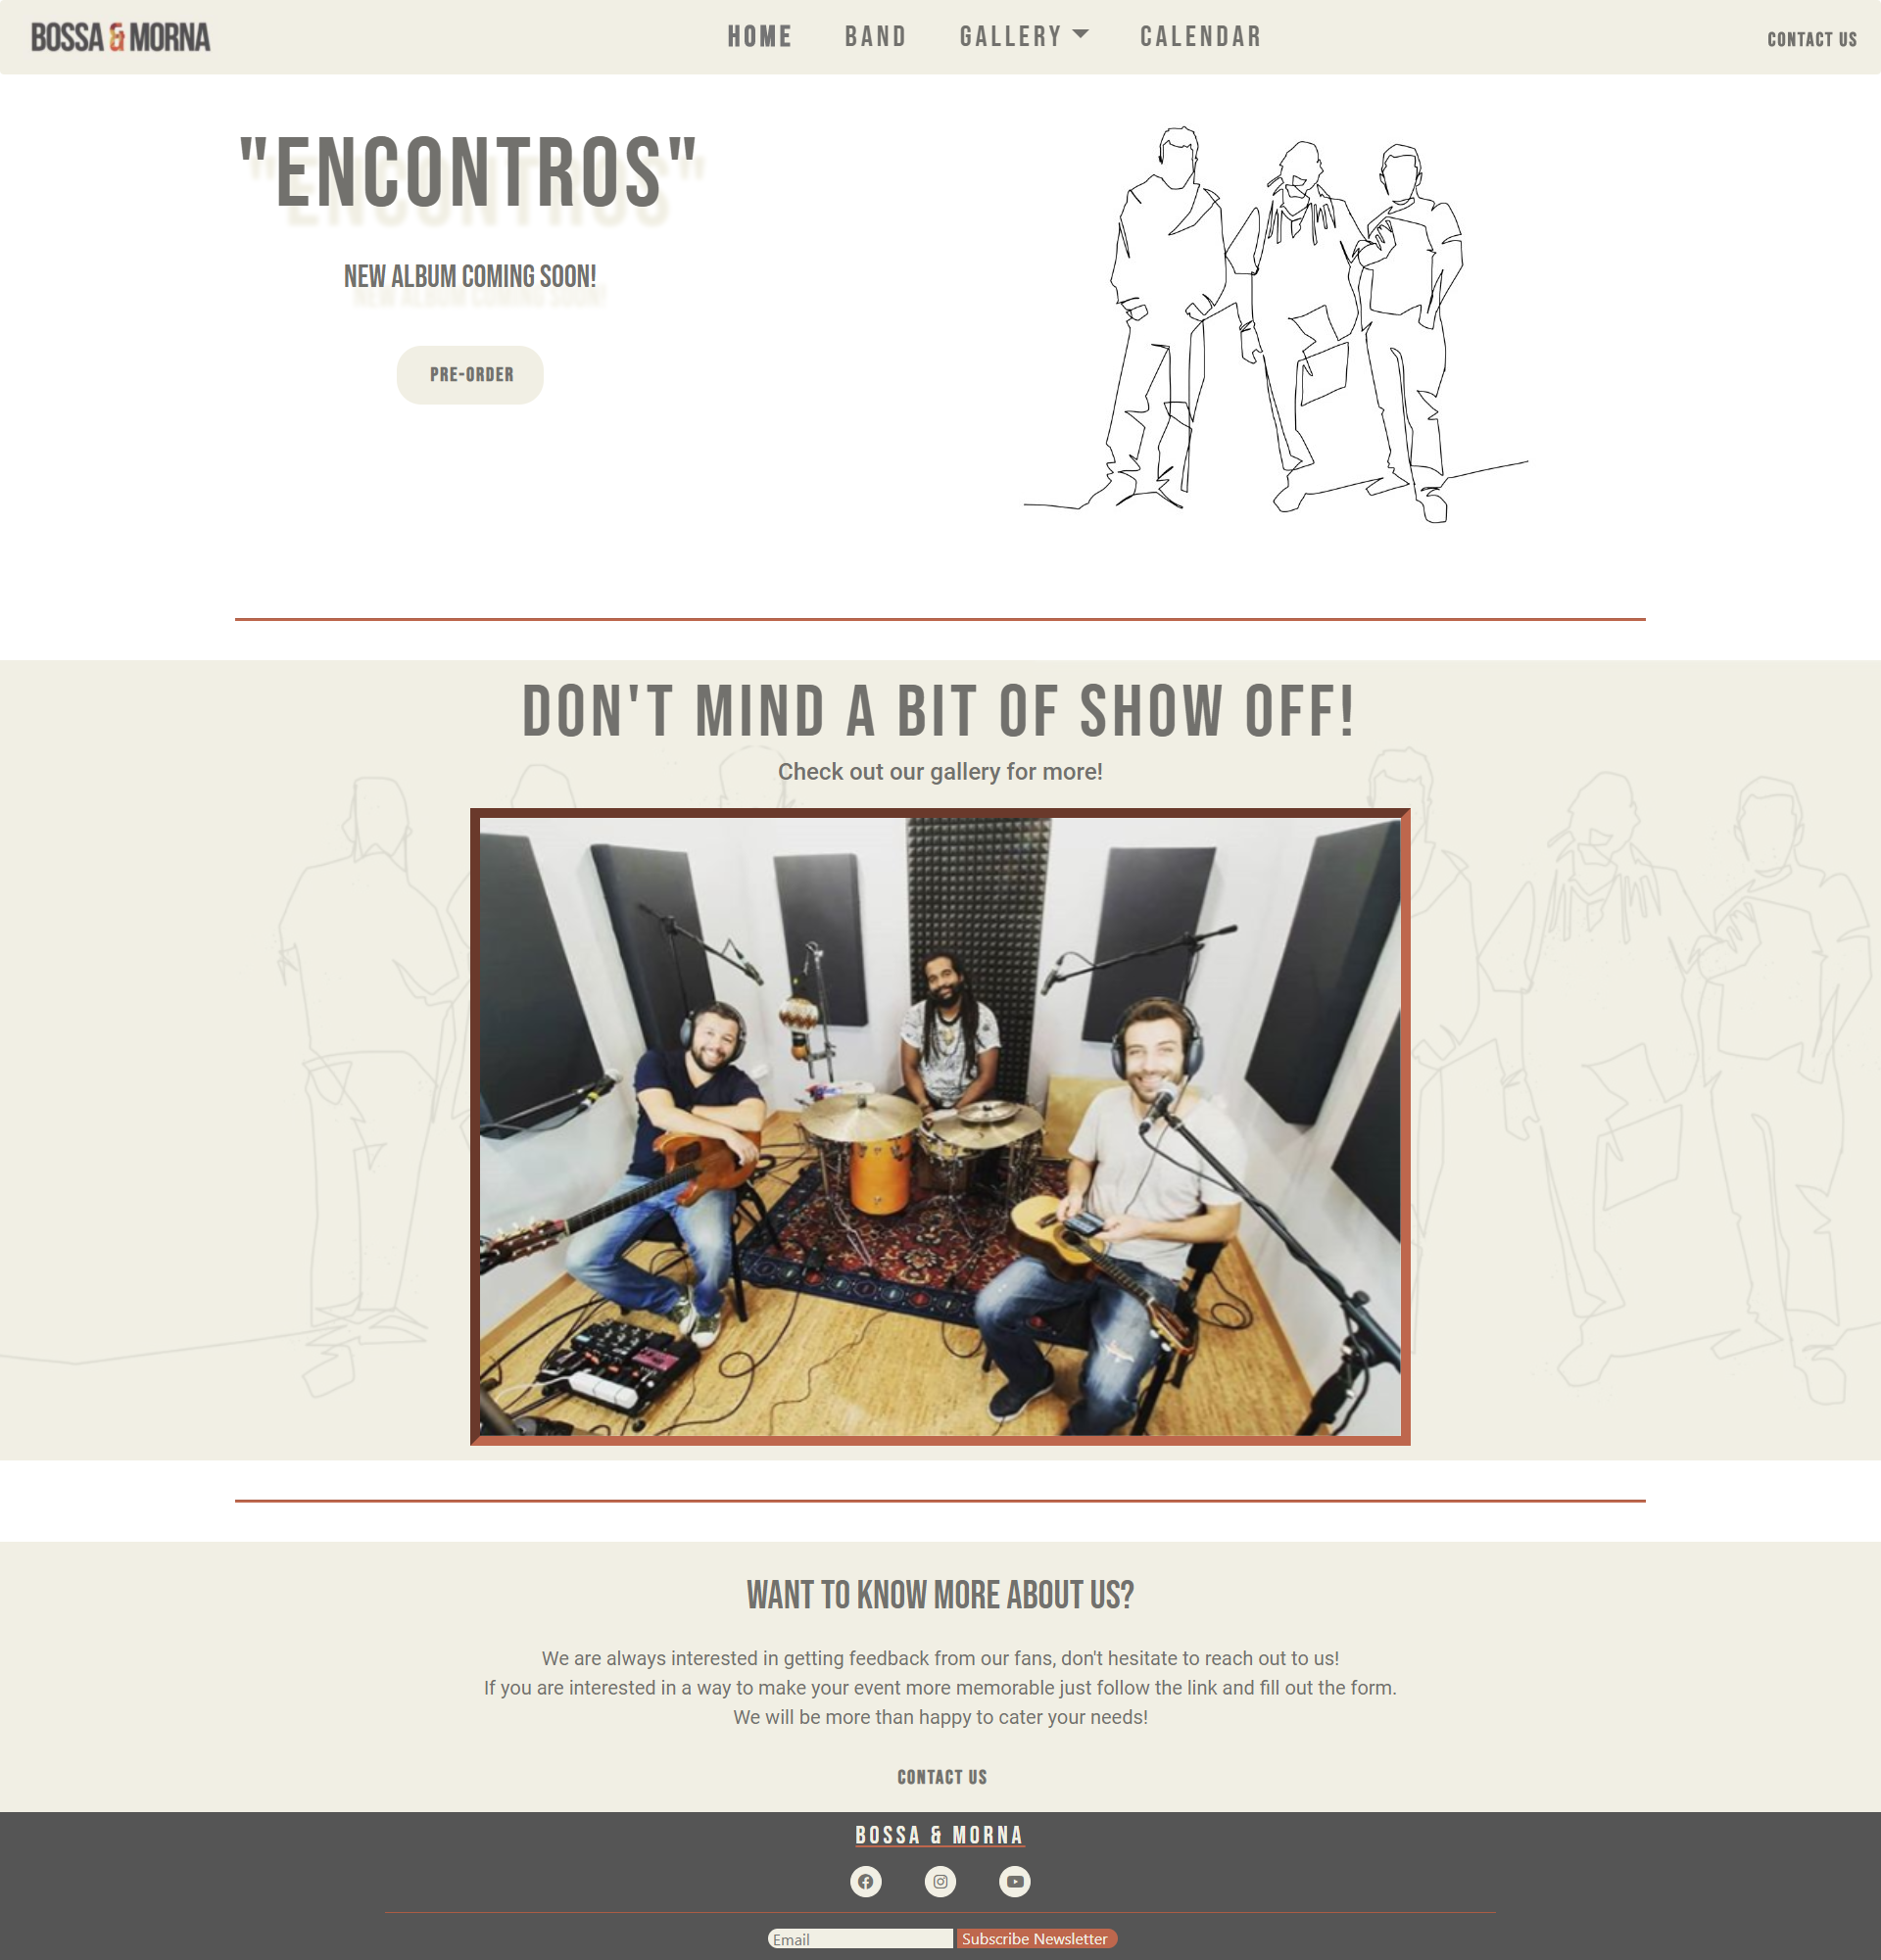 BOSSA & MORNA
HOME
BAND
GALLERY
CALENDAR
CONTACT US
"ENCONTROS"
NEW ALBUM COMING SOON!
PRE-ORDER
DON'T MIND A BIT OF SHOW OFF!
Check out our gallery for more!
WANT TO KNOW MORE ABOUT US?
We are always interested in getting feedback from our fans, don't hesitate to reach out to us!
If you are interested in a way to make your event more memorable just follow the link and fill out the form.
We will be more than happy to cater your needs!
CONTACT US
BOSSA & MORNA
Email
Subscribe Newsletter